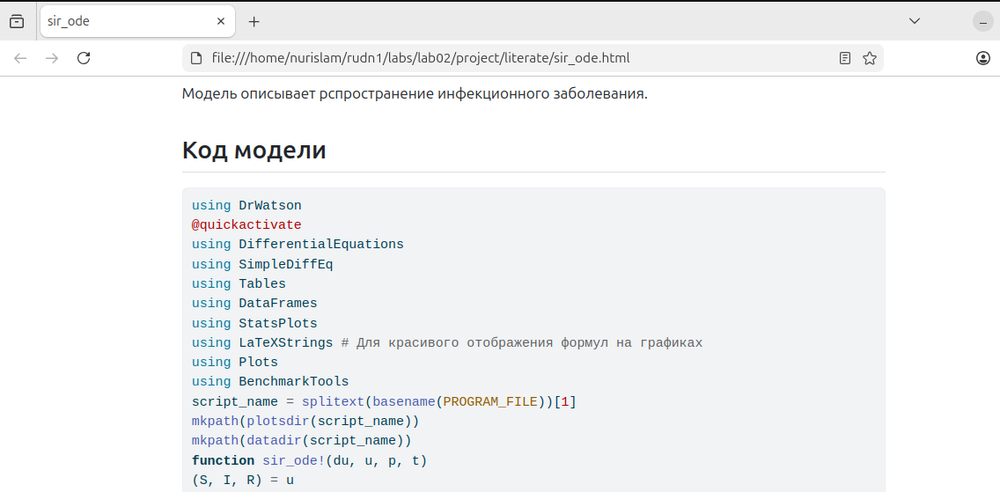 sir_ode
file:///home/nurislam/rudn1/labs/lab02/project/literate/sir_ode.html
Модель описывает рспространение инфекционного заболевания.
Код модели
using DrWatson
@quickactivate
using DifferentialEquations
using SimpleDiffEq
using Tables
using DataFrames
using StatsPlots
using LaTeXStrings # Для красивого отображения формул на графиках
using Plots
using BenchmarkTools
script_name = splitext(basename(PROGRAM_FILE))[1]
mkpath(plotsdir(script_name))
mkpath(datadir(script_name))
function sir_ode!(du, u, p, t)
(S, I, R) = u